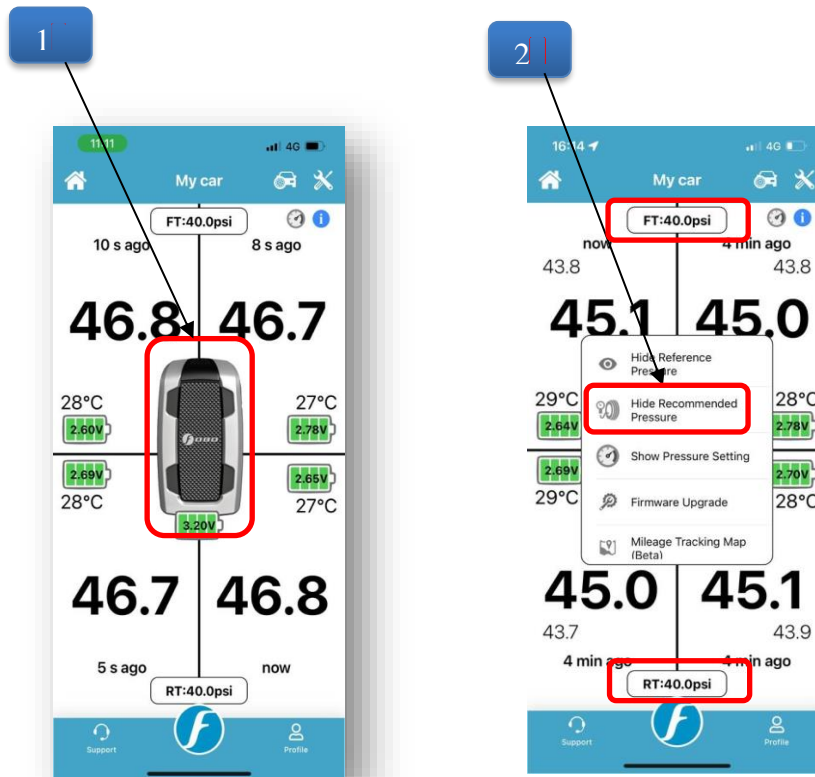 1
11:11
4G
My car
FT:40.0psi
10 s ago
8 s ago
46.8
46.7
28°C
27°C
2.60V
2.78V
FOBO
2.69V
2.65V
28°C
27°C
3.20V
46.7
46.8
5 s ago
now
RT:40.0psi
Support
f
Profile
2
4G
My car
FT:40.0psi
now
4 min ago
43.8
43.8
45.1
45.0
Hide Reference
Pressure
29°C
28°C
Hide Recommended
Pressure
2.64V
2.78V
Show Pressure Setting
2.69V
2.70V
29°C
28°C
Firmware Upgrade
Mileage Tracking Map
(Beta)
45.0
45.1
43.7
43.9
4 min ago
4 min ago
RT:40.0psi
Support
f
Profile